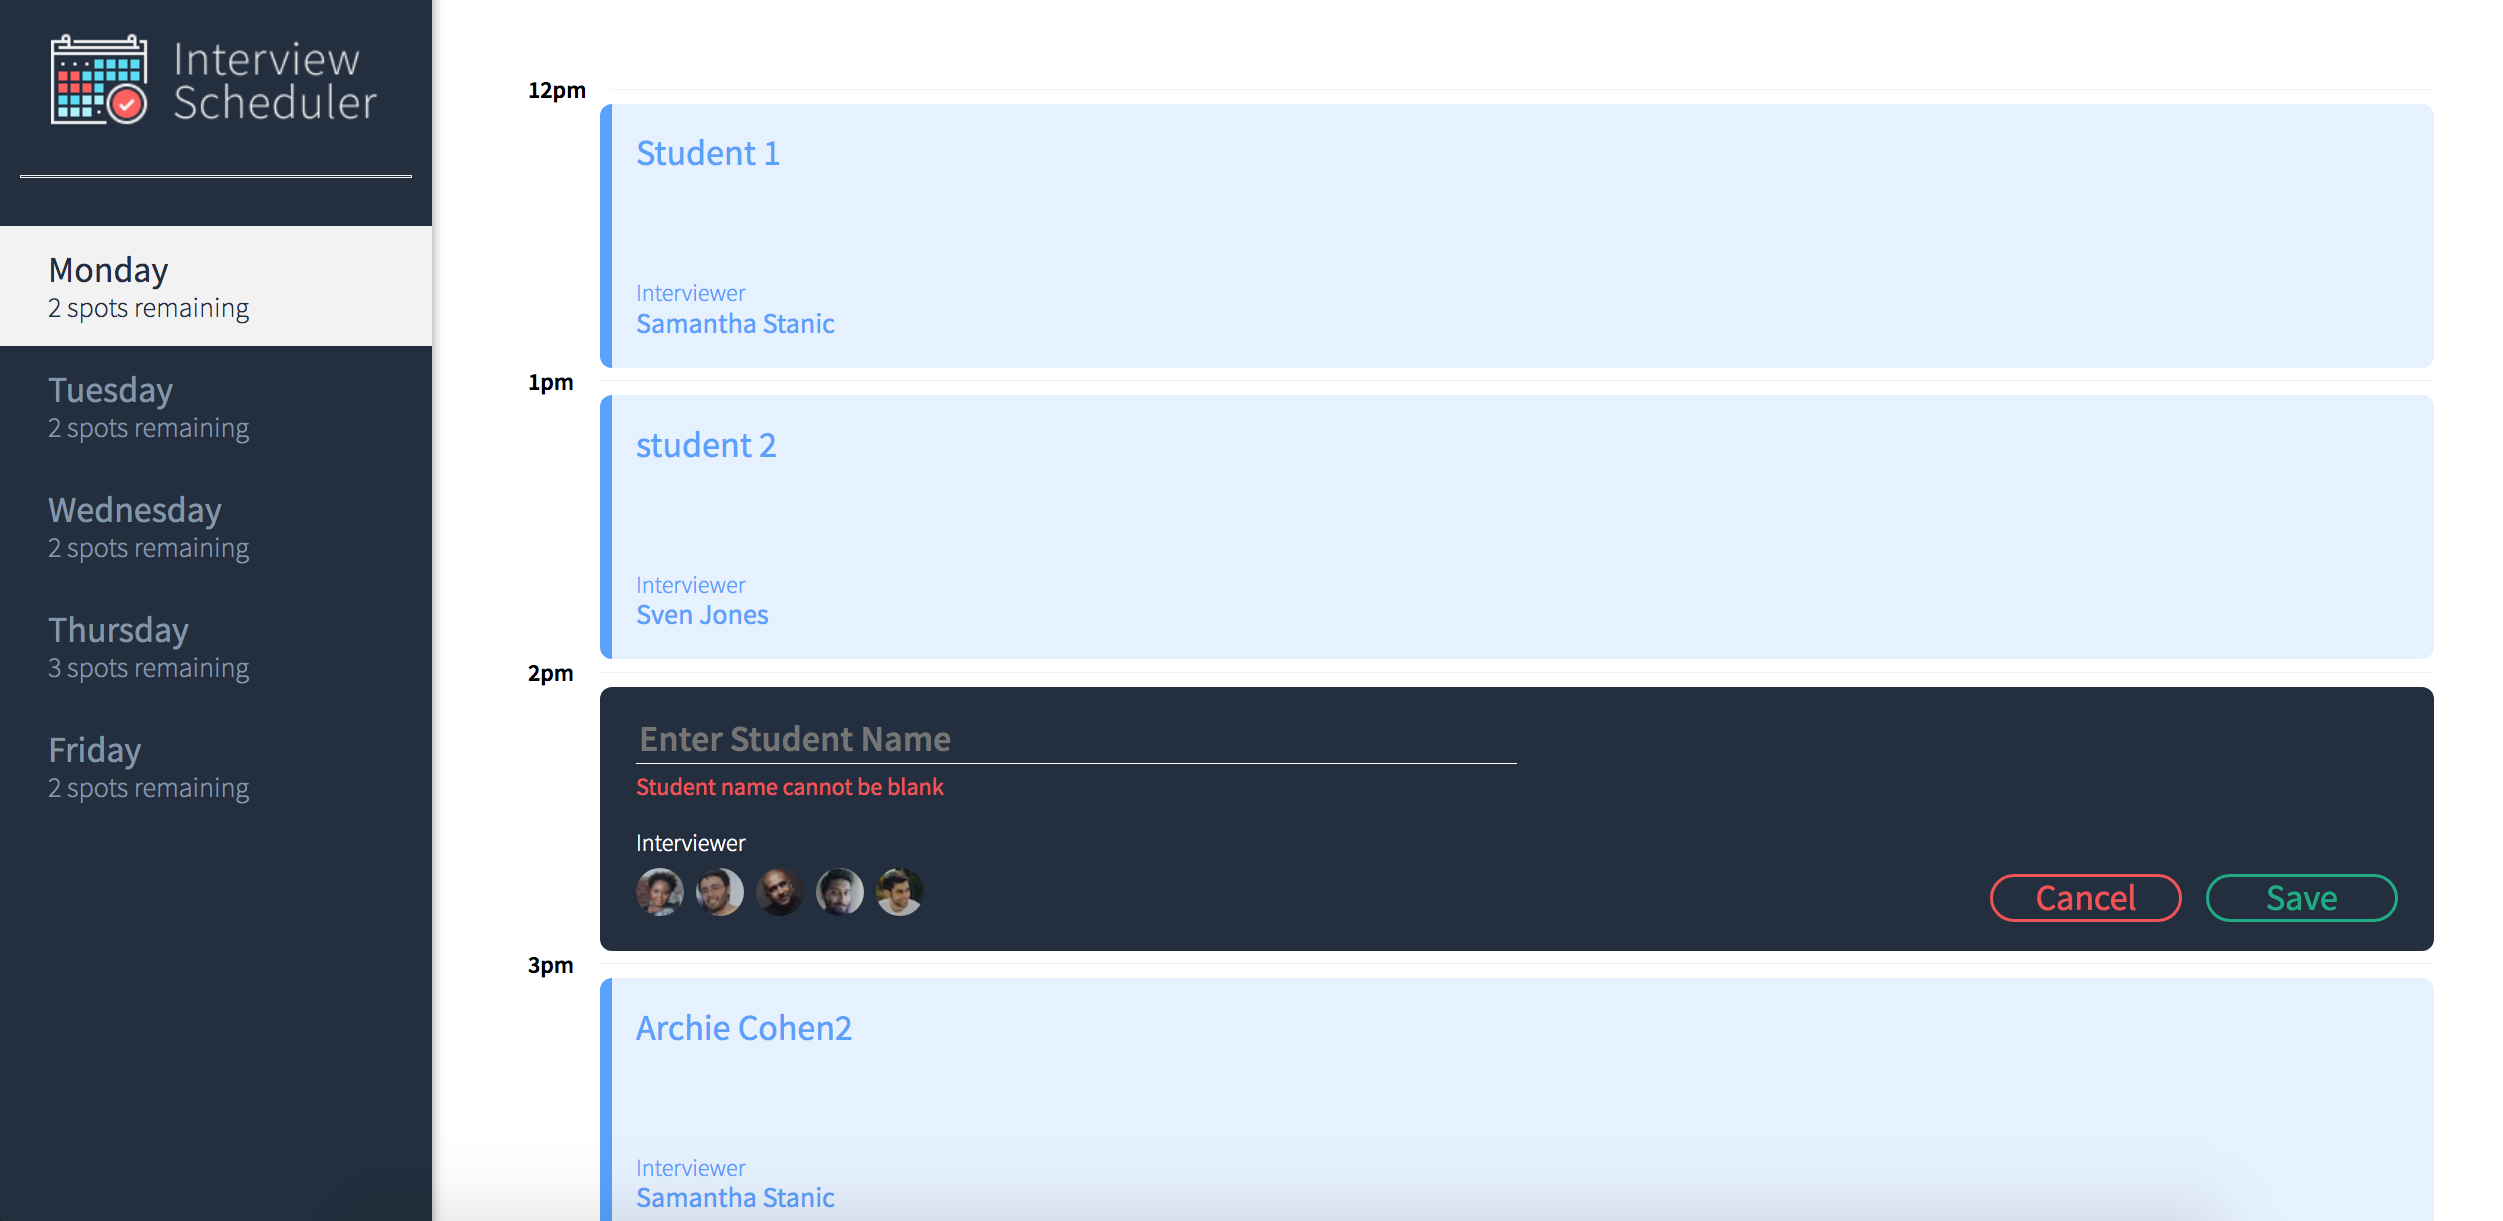 Interview
Scheduler
Monday
2 spots remaining
Tuesday
2 spots remaining
Wednesday
2 spots remaining
Thursday
3 spots remaining
Friday
2 spots remaining
12pm
Student 1
Interviewer
Samantha Stanic
1pm
student 2
Interviewer
Sven Jones
2pm
Enter Student Name
Student name cannot be blank
Interviewer
Cancel
Save
3pm
Archie Cohen2
Interviewer
Samantha Stanic